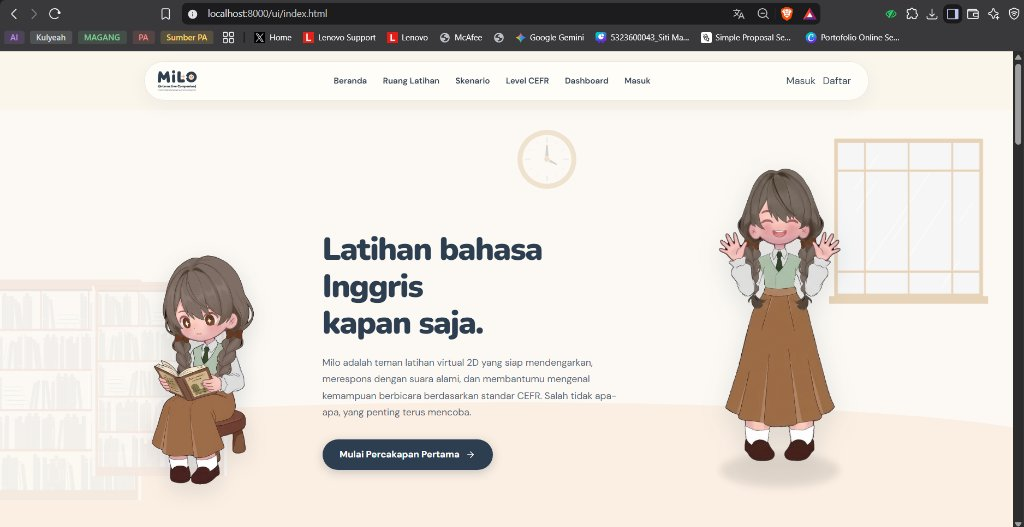 localhost:8000/ui/index.html
AI Kulyeah MAGANG PA Sumber PA Home Lenovo Support Lenovo McAfee Google Gemini 5323600043_Siti Ma... Simple Proposal Se... Portofolio Online Se...
MiLO
Beranda Ruang Latihan Skenario Level CEFR Dashboard Masuk Masuk Daftar
Latihan bahasa
Inggris
kapan saja.
Milo adalah teman latihan virtual 2D yang siap mendengarkan,
merespons dengan suara alami, dan membantumu mengenal
kemampuan berbicara berdasarkan standar CEFR. Salah tidak apa-
apa, yang penting terus mencoba.
Mulai Percakapan Pertama →